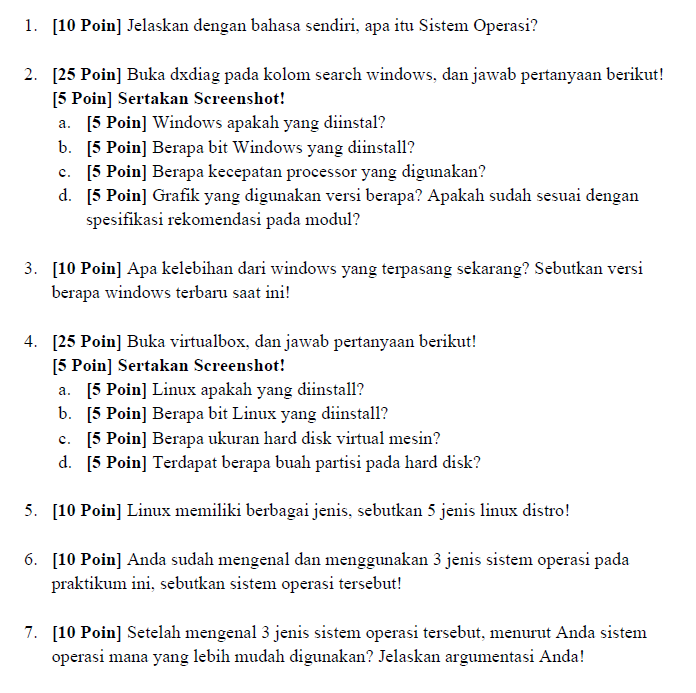 1. [10 Poin] Jelaskan dengan bahasa sendiri, apa itu Sistem Operasi?
2. [25 Poin] Buka dxdiag pada kolom search windows, dan jawab pertanyaan berikut!
[5 Poin] Sertakan Screenshot!
a. [5 Poin] Windows apakah yang diinstal?
b. [5 Poin] Berapa bit Windows yang diinstall?
c. [5 Poin] Berapa kecepatan processor yang digunakan?
d. [5 Poin] Grafik yang digunakan versi berapa? Apakah sudah sesuai dengan
spesifikasi rekomendasi pada modul?
3. [10 Poin] Apa kelebihan dari windows yang terpasang sekarang? Sebutkan versi
berapa windows terbaru saat ini!
4. [25 Poin] Buka virtualbox, dan jawab pertanyaan berikut!
[5 Poin] Sertakan Screenshot!
a. [5 Poin] Linux apakah yang diinstall?
b. [5 Poin] Berapa bit Linux yang diinstall?
c. [5 Poin] Berapa ukuran hard disk virtual mesin?
d. [5 Poin] Terdapat berapa buah partisi pada hard disk?
5. [10 Poin] Linux memiliki berbagai jenis, sebutkan 5 jenis linux distro!
6. [10 Poin] Anda sudah mengenal dan menggunakan 3 jenis sistem operasi pada
praktikum ini, sebutkan sistem operasi tersebut!
7. [10 Poin] Setelah mengenal 3 jenis sistem operasi tersebut, menurut Anda sistem
operasi mana yang lebih mudah digunakan? Jelaskan argumentasi Anda!